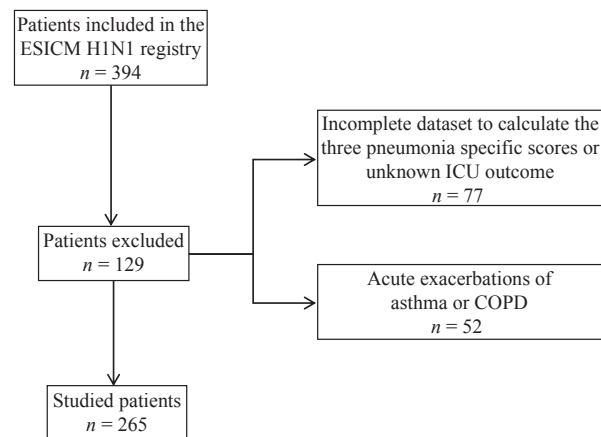 Patients included in the
ESICM H1N1 registry
n = 394
Incomplete dataset to calculate the
three pneumonia specific scores or
unknown ICU outcome
n = 77
Patients excluded
n = 129
Acute exacerbations of
asthma or COPD
n = 52
Studied patients
n = 265